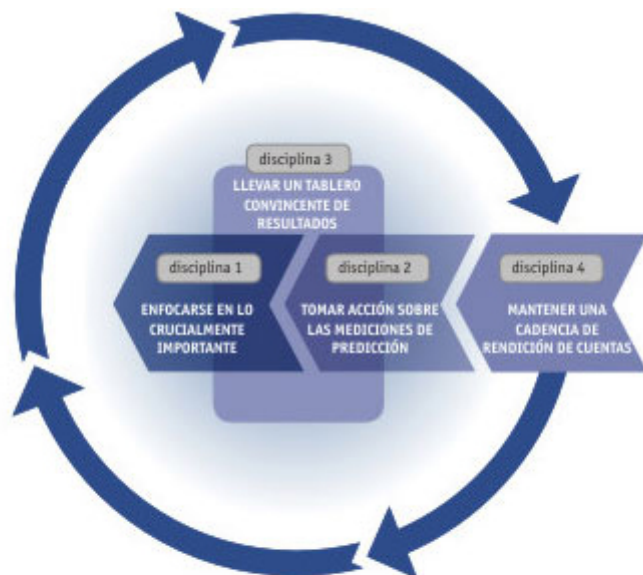 disciplina 3
LLEVAR UN TABLERO
CONVINCENTE DE
RESULTADOS
disciplina 1
ENFOCARSE EN LO
CRUCIALMENTE
IMPORTANTE
disciplina 2
TOMAR ACCIÓN SOBRE
LAS MEDICIONES DE
PREDICCIÓN
disciplina 4
MANTENER UNA
CADENCIA DE
RENDICIÓN DE CUENTAS